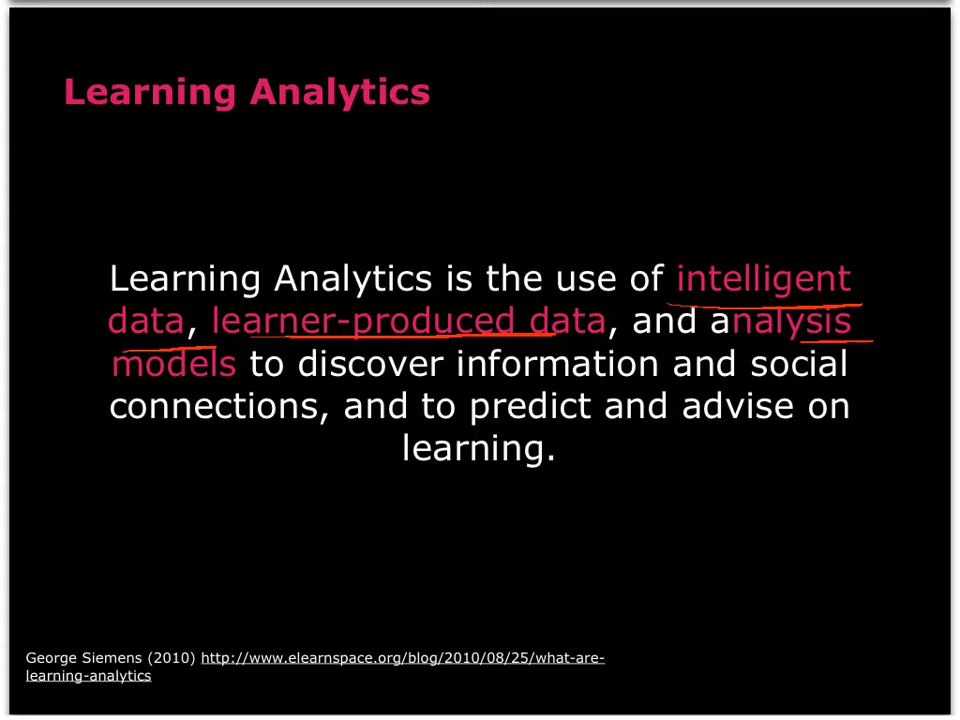 Learning Analytics
Learning Analytics is the use of intelligent
data, learner-produced data, and analysis
models to discover information and social
connections, and to predict and advise on
learning.
George Siemens (2010) http://www.elearnspace.org/blog/2010/08/25/what-are-
learning-analytics